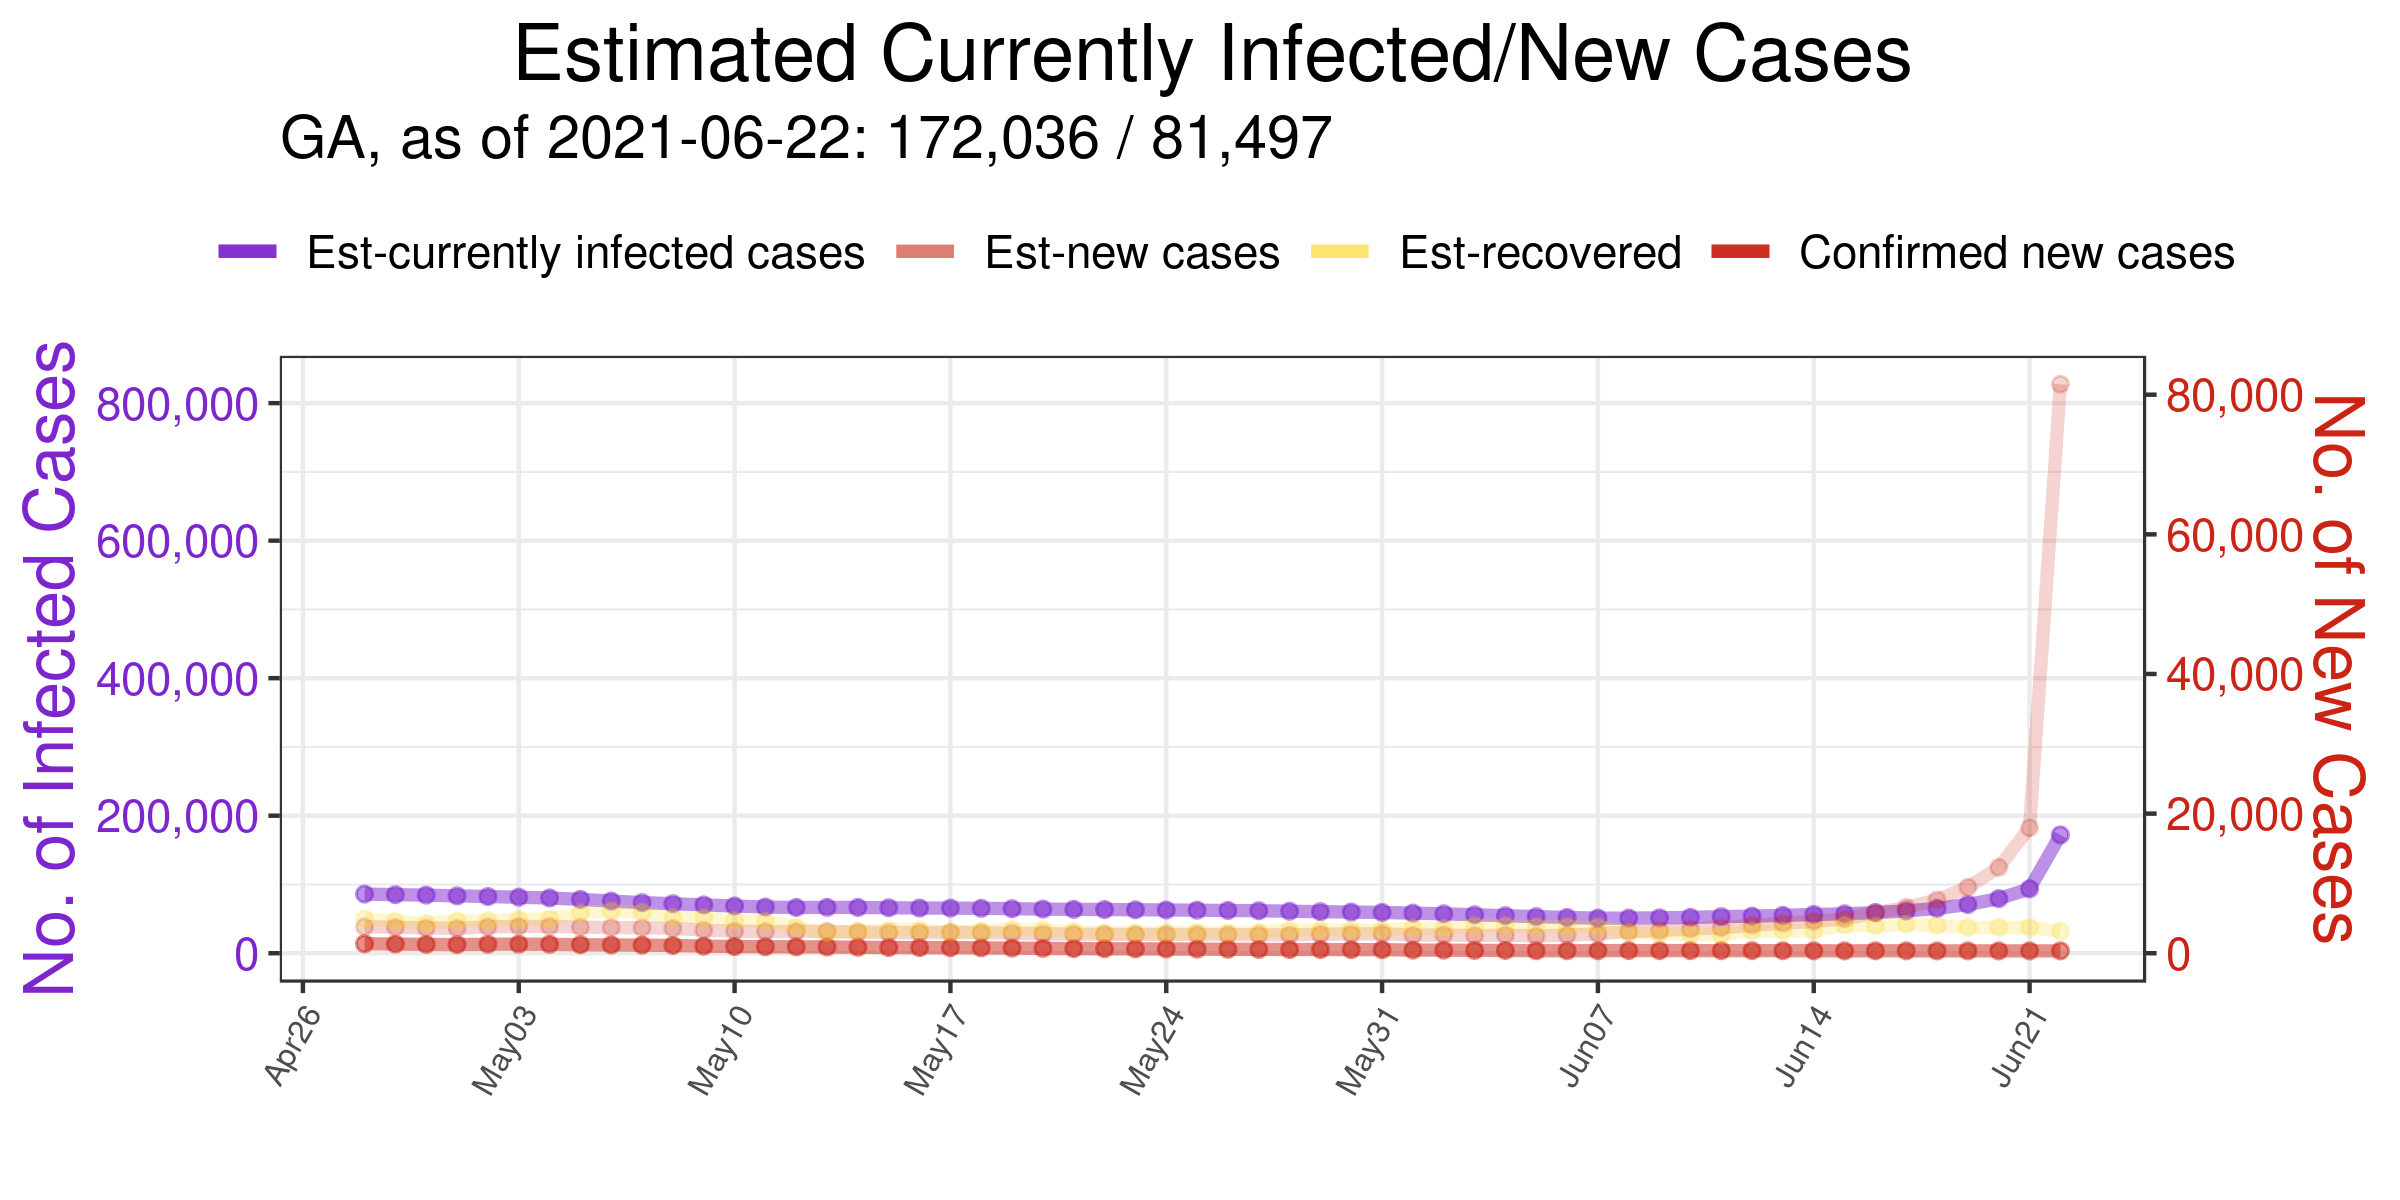 Estimated Currently Infected/New Cases
GA, as of 2021-06-22: 172,036 / 81,497
Est-currently infected cases Est-new cases Est-recovered Confirmed new cases
No. of Infected Cases
800,000
600,000
400,000
200,000
0
80,000
60,000
40,000
20,000
0
No. of New Cases
Apr26 May03 May10 May17 May24 May31 Jun07 Jun14 Jun21